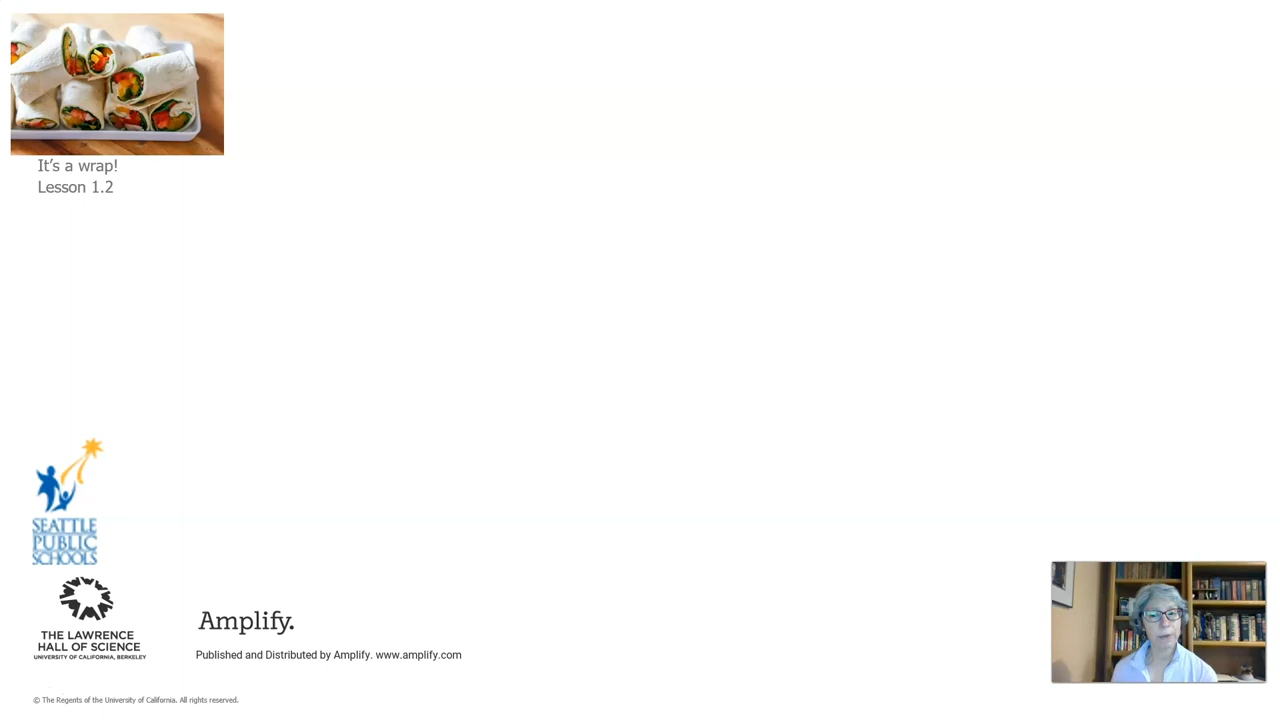 It's a wrap!
Lesson 1.2
SEATTLE
PUBLIC
SCHOOLS
THE LAWRENCE
HALL OF SCIENCE
UNIVERSITY OF CALIFORNIA, BERKELEY
Amplify.
Published and Distributed by Amplify. www.amplify.com
© The Regents of the University of California. All rights reserved.